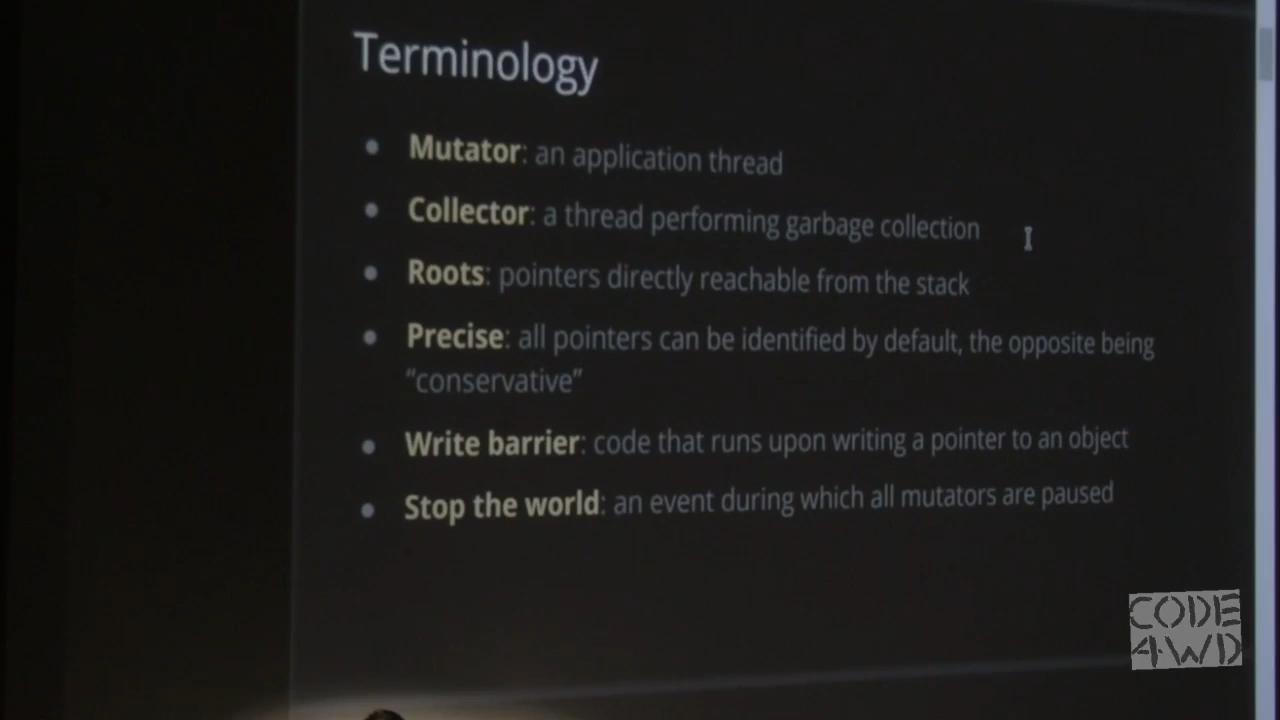 Terminology
Mutator: an application thread
Collector: a thread performing garbage collection
Roots: pointers directly reachable from the stack
Precise: all pointers can be identified by default, the opposite being
“conservative”
Write barrier: code that runs upon writing a pointer to an object
Stop the world: an event during which all mutators are paused
CODE
4WD